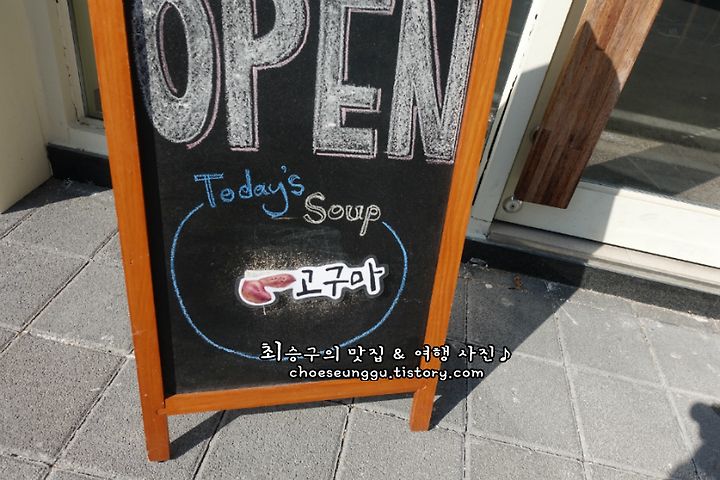 OPEN
Today's
Soup
고구마
최승구의 맛집 & 여행 사진♪
choeseunggu.tistory.com